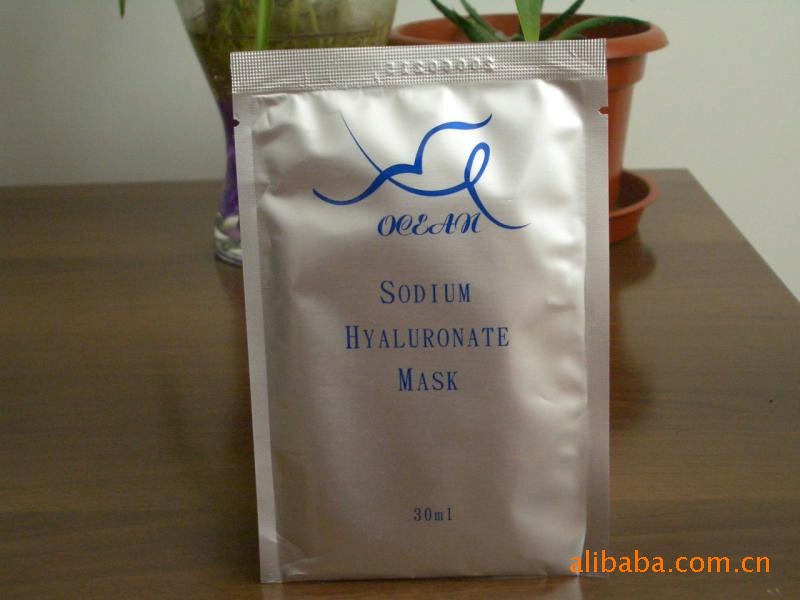 OCEAN
SODIUM
HYALURONATE
MASK
30ml
alibaba.com.cn